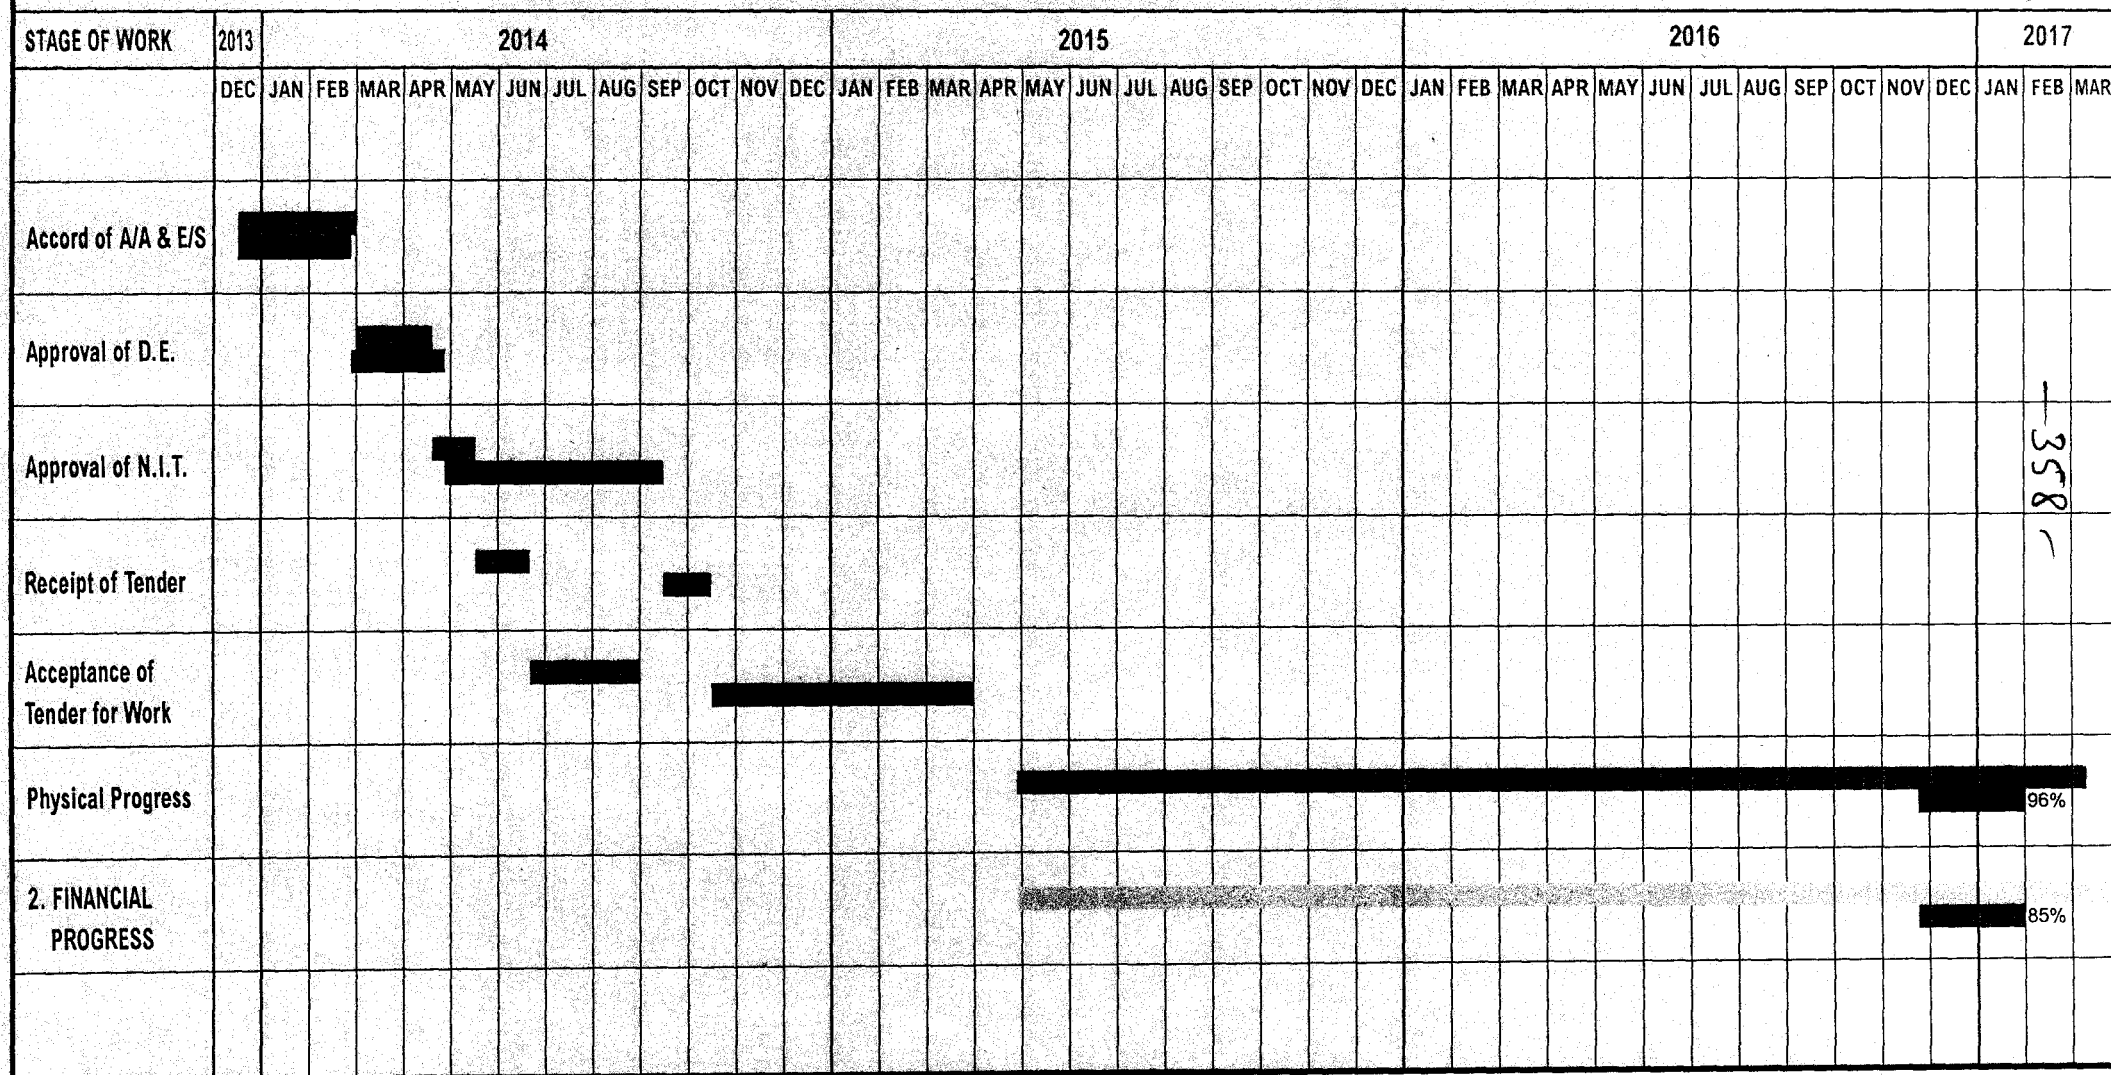 STAGE OF WORK 2013 2014 2015 2016 2017
DEC JAN FEB MAR APR MAY JUN JUL AUG SEP OCT NOV DEC JAN FEB MAR APR MAY JUN JUL AUG SEP OCT NOV DEC JAN FEB MAR APR MAY JUN JUL AUG SEP OCT NOV DEC JAN FEB MAR
Accord of A/A & E/S
Approval of D.E.
Approval of N.I.T.
— 358 –
Receipt of Tender
Acceptance of
Tender for Work
Physical Progress
96%
2. FINANCIAL
PROGRESS
85%